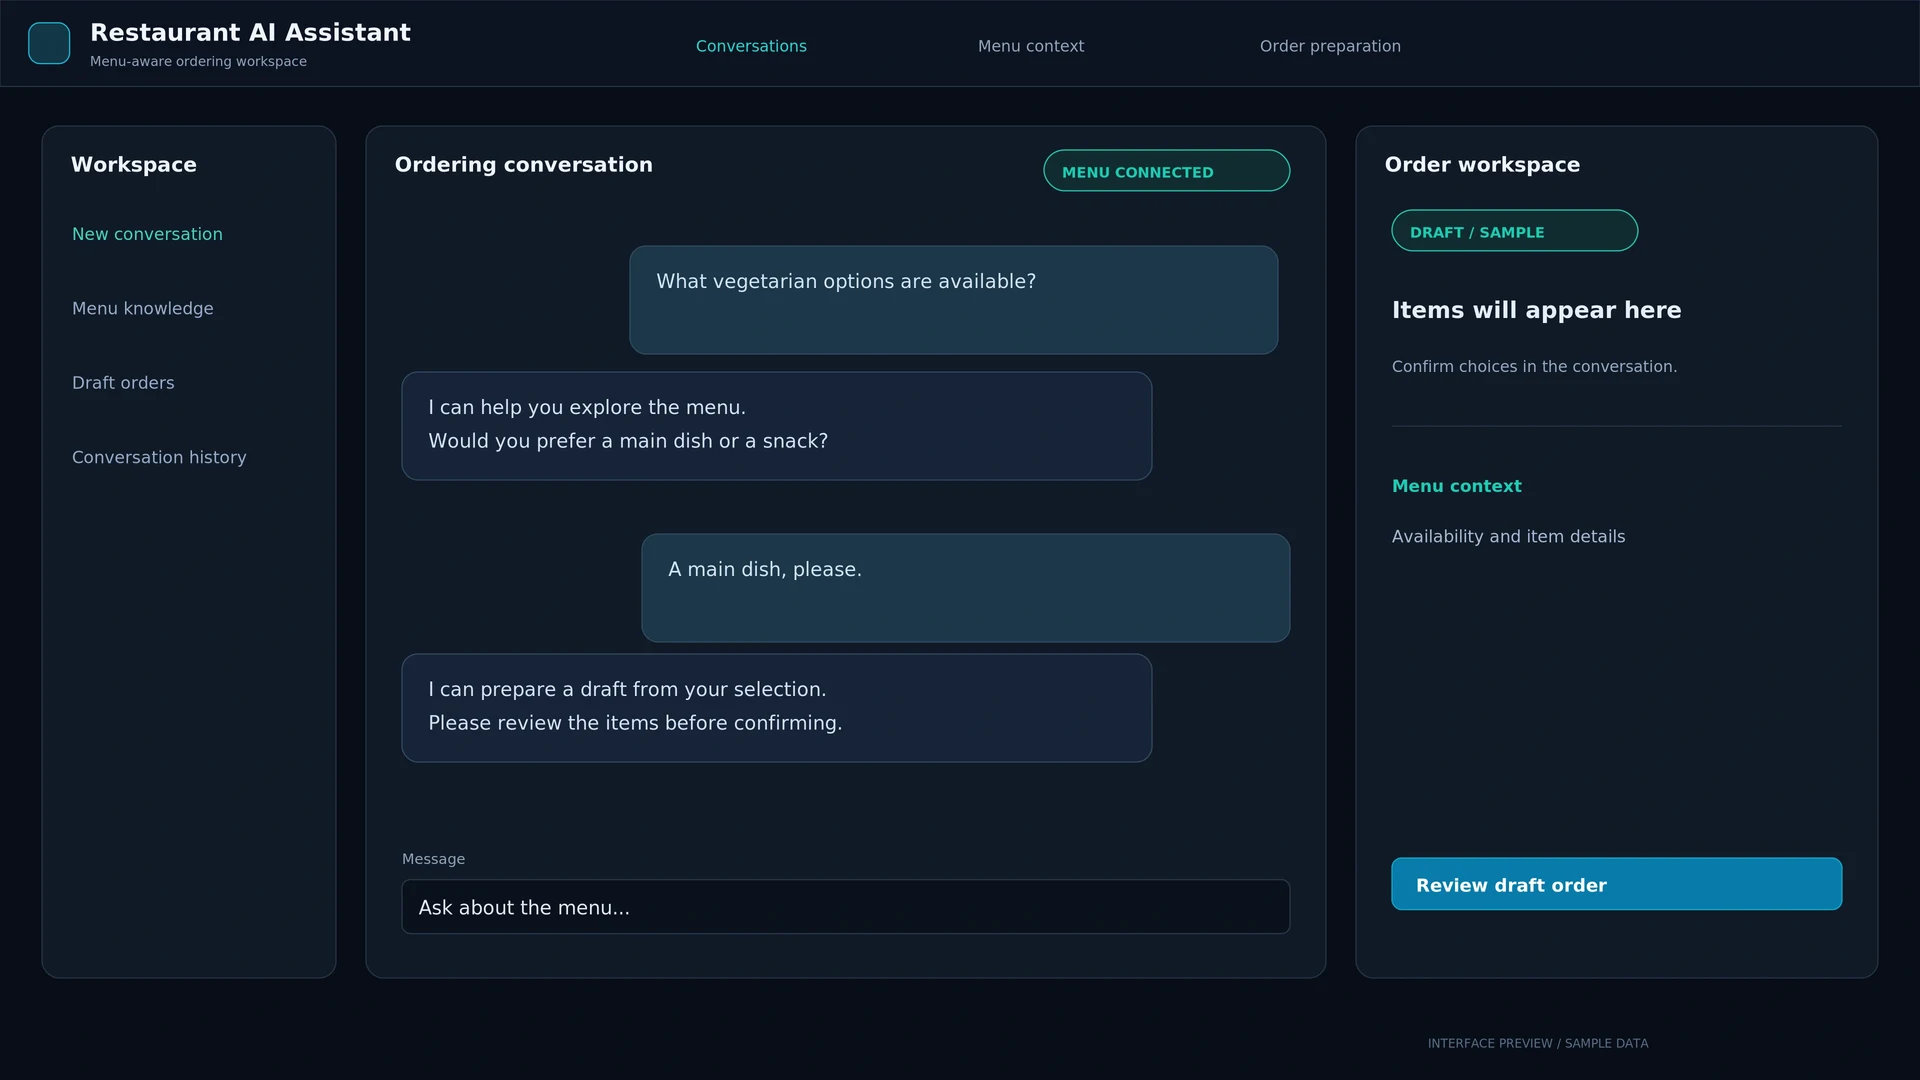 Restaurant AI Assistant
Menu-aware ordering workspace
Conversations
Menu context
Order preparation
Workspace
New conversation
Menu knowledge
Draft orders
Conversation history
Ordering conversation
MENU CONNECTED
What vegetarian options are available?
I can help you explore the menu.
Would you prefer a main dish or a snack?
A main dish, please.
I can prepare a draft from your selection.
Please review the items before confirming.
Message
Ask about the menu...
Order workspace
DRAFT / SAMPLE
Items will appear here
Confirm choices in the conversation.
Menu context
Availability and item details
Review draft order
INTERFACE PREVIEW / SAMPLE DATA